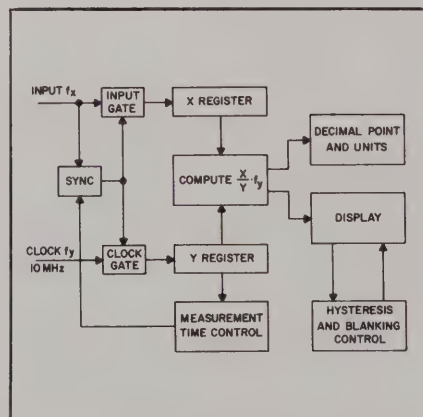 INPUT fx
INPUT
GATE
X REGISTER
DECIMAL POINT
AND UNITS
SYNC
COMPUTE X/Y · fy
DISPLAY
CLOCK fy
10 MHz
CLOCK
GATE
Y REGISTER
MEASUREMENT
TIME CONTROL
HYSTERESIS
AND BLANKING
CONTROL